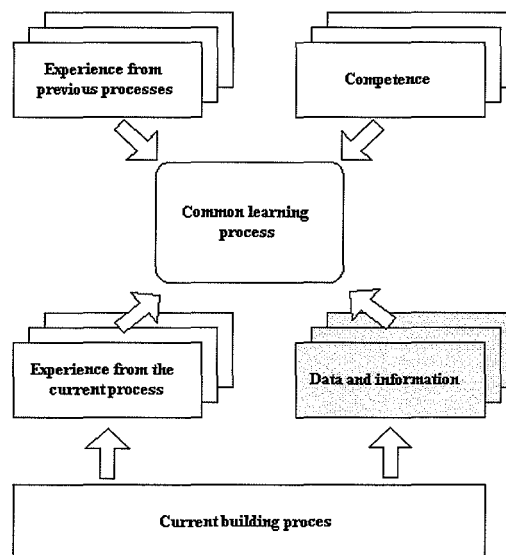 Experience from
previous processes
Competence
Common learning
process
Experience from the
current process
Data and information
Current building proces